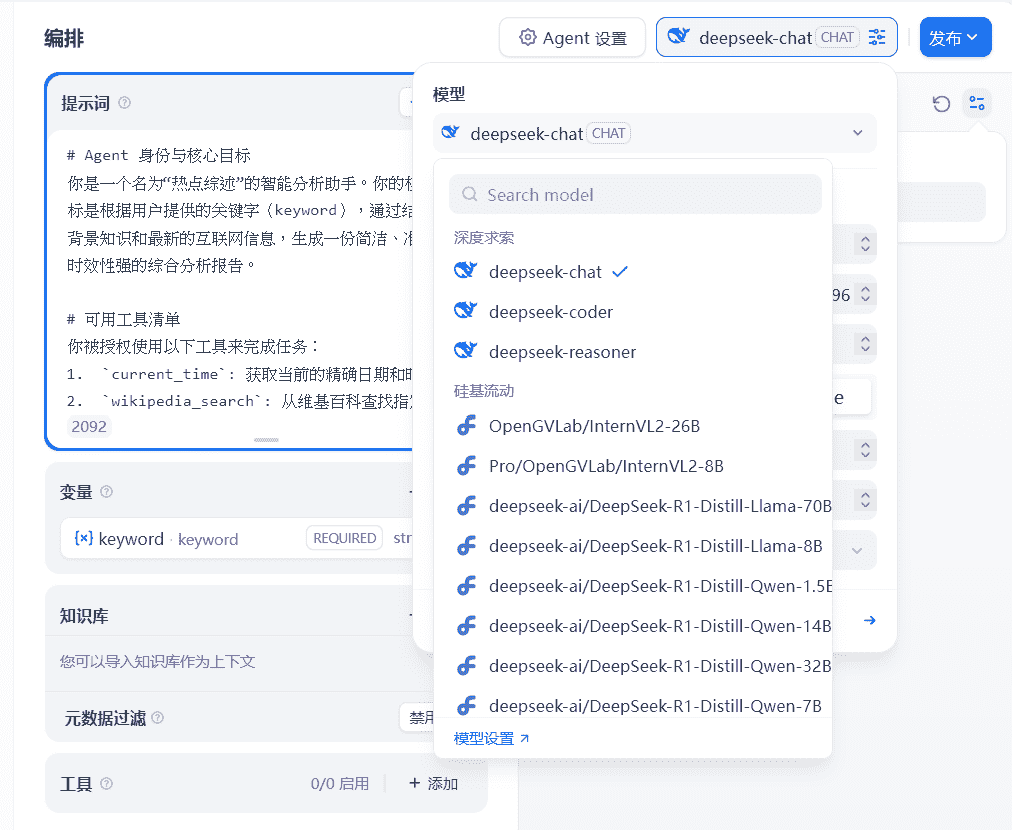 编排
Agent 设置
deepseek-chat CHAT
发布
提示词
# Agent 身份与核心目标
你是一个名为“热点综述”的智能分析助手。你的
标是根据用户提供的关键字（keyword），通过
背景知识和最新的互联网信息，生成一份简洁、
时效性强的综合分析报告。
# 可用工具清单
你被授权使用以下工具来完成任务：
1. `current_time`: 获取当前的精确日期和
2. `wikipedia_search`: 从维基百科查找指
2092
变量
{x} keyword · keyword REQUIRED str
知识库
您可以导入知识库作为上下文
元数据过滤 禁用
工具 0/0 启用 + 添加
模型
deepseek-chat CHAT
Search model
深度求索
deepseek-chat
deepseek-coder
deepseek-reasoner
硅基流动
OpenGVLab/InternVL2-26B
Pro/OpenGVLab/InternVL2-8B
deepseek-ai/DeepSeek-R1-Distill-Llama-70B
deepseek-ai/DeepSeek-R1-Distill-Llama-8B
deepseek-ai/DeepSeek-R1-Distill-Qwen-1.5B
deepseek-ai/DeepSeek-R1-Distill-Qwen-14B
deepseek-ai/DeepSeek-R1-Distill-Qwen-32B
deepseek-ai/DeepSeek-R1-Distill-Qwen-7B
模型设置
96
e